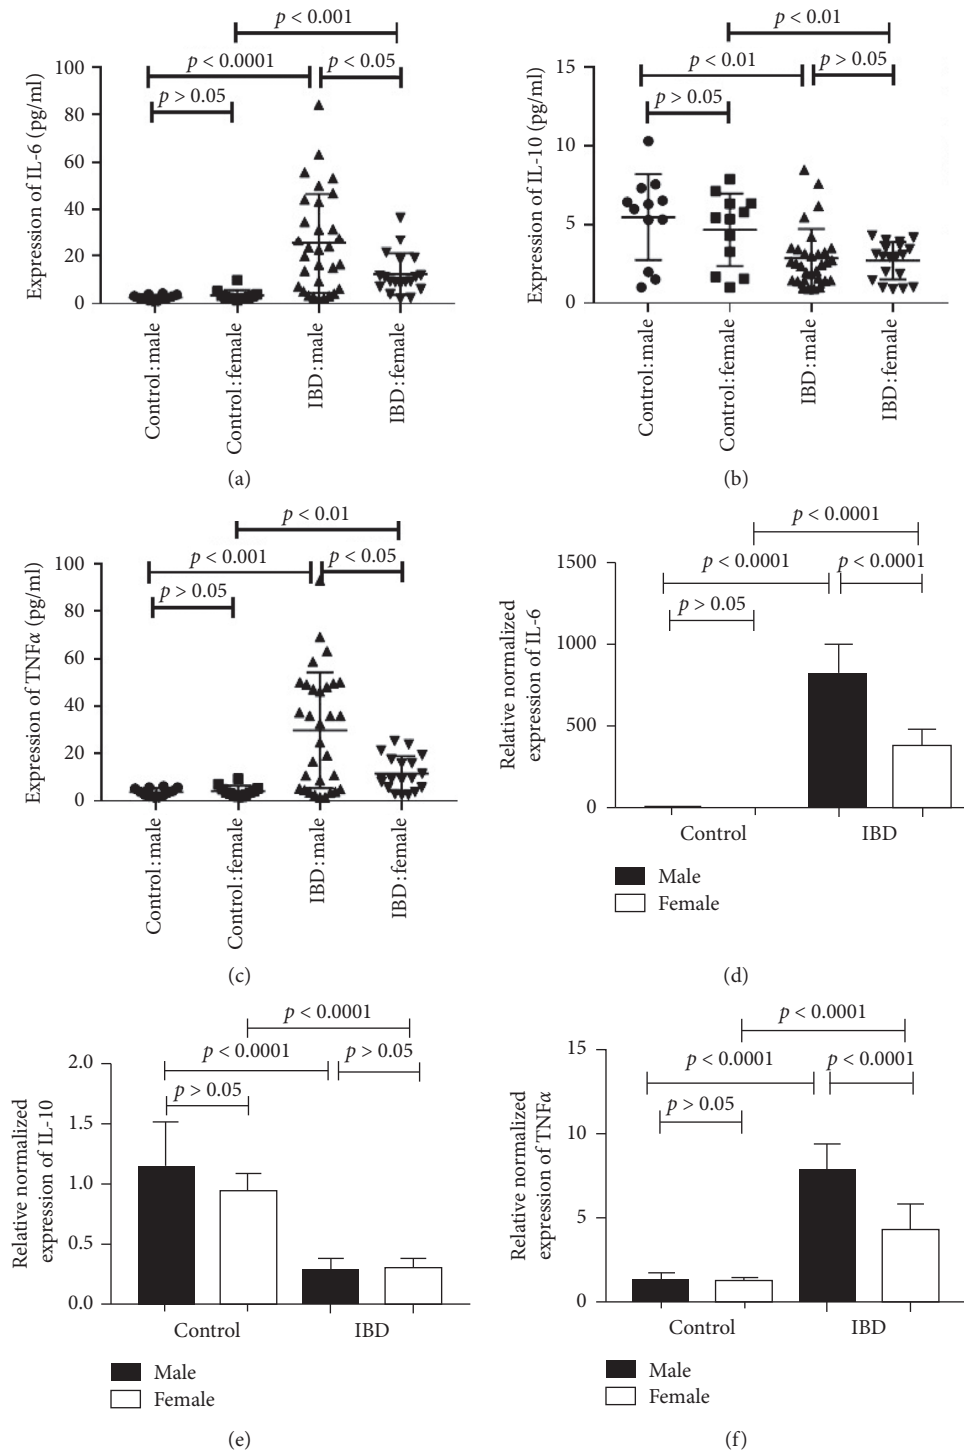 p < 0.001
p < 0.0001
p < 0.05
p > 0.05
Expression of IL-6 (pg/ml)
100
80
60
40
20
0
Control:male
Control:female
IBD:male
IBD:female
(a)
p < 0.01
p < 0.01
p > 0.05
p > 0.05
Expression of IL-10 (pg/ml)
15
10
5
0
Control:male
Control:female
IBD:male
IBD:female
(b)
p < 0.01
p < 0.001
p < 0.05
p > 0.05
Expression of TNFα (pg/ml)
100
80
60
40
20
0
Control:male
Control:female
IBD:male
IBD:female
(c)
p < 0.0001
p < 0.0001
p < 0.0001
p > 0.05
Relative normalized
expression of IL-6
1500
1000
500
0
Control
IBD
Male
Female
(d)
p < 0.0001
p < 0.0001
p > 0.05
p > 0.05
Relative normalized
expression of IL-10
2.0
1.5
1.0
0.5
0.0
Control
IBD
Male
Female
(e)
p < 0.0001
p < 0.0001
p < 0.0001
p > 0.05
Relative normalized
expression of TNFα
15
10
5
0
Control
IBD
Male
Female
(f)